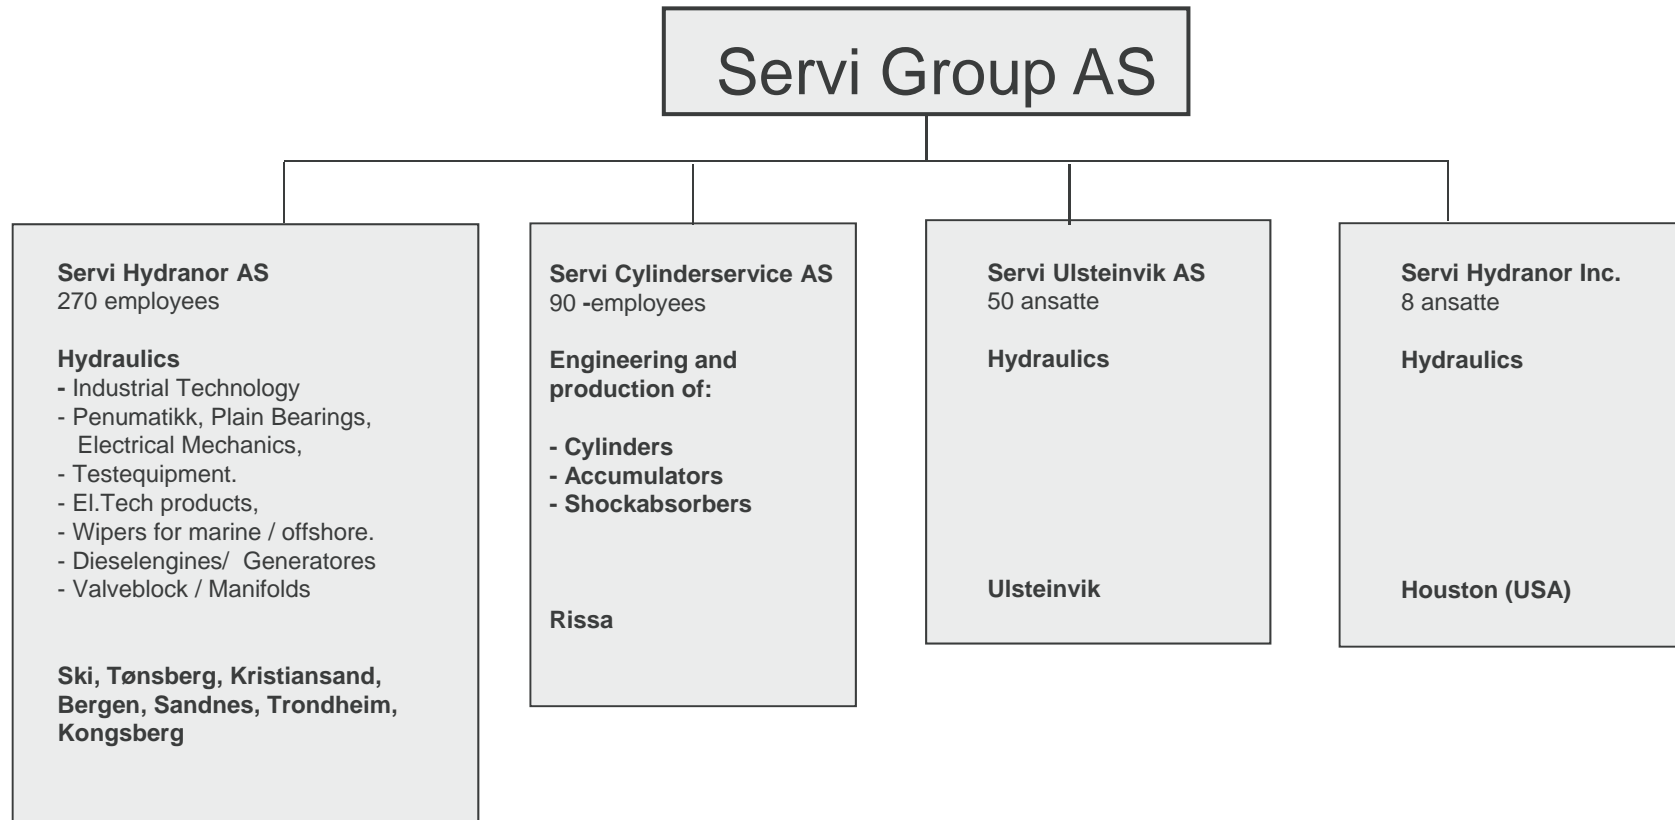 Servi Group AS
Servi Hydranor AS
270 employees
Hydraulics
- Industrial Technology
- Penumatikk, Plain Bearings,
Electrical Mechanics,
- Testequipment.
- El.Tech products,
- Wipers for marine / offshore.
- Dieselengines/ Generatores
- Valveblock / Manifolds
Ski, Tønsberg, Kristiansand,
Bergen, Sandnes, Trondheim,
Kongsberg
Servi Cylinderservice AS
90 -employees
Engineering and
production of:
- Cylinders
- Accumulators
- Shockabsorbers
Rissa
Servi Ulsteinvik AS
50 ansatte
Hydraulics
Ulsteinvik
Servi Hydranor Inc.
8 ansatte
Hydraulics
Houston (USA)